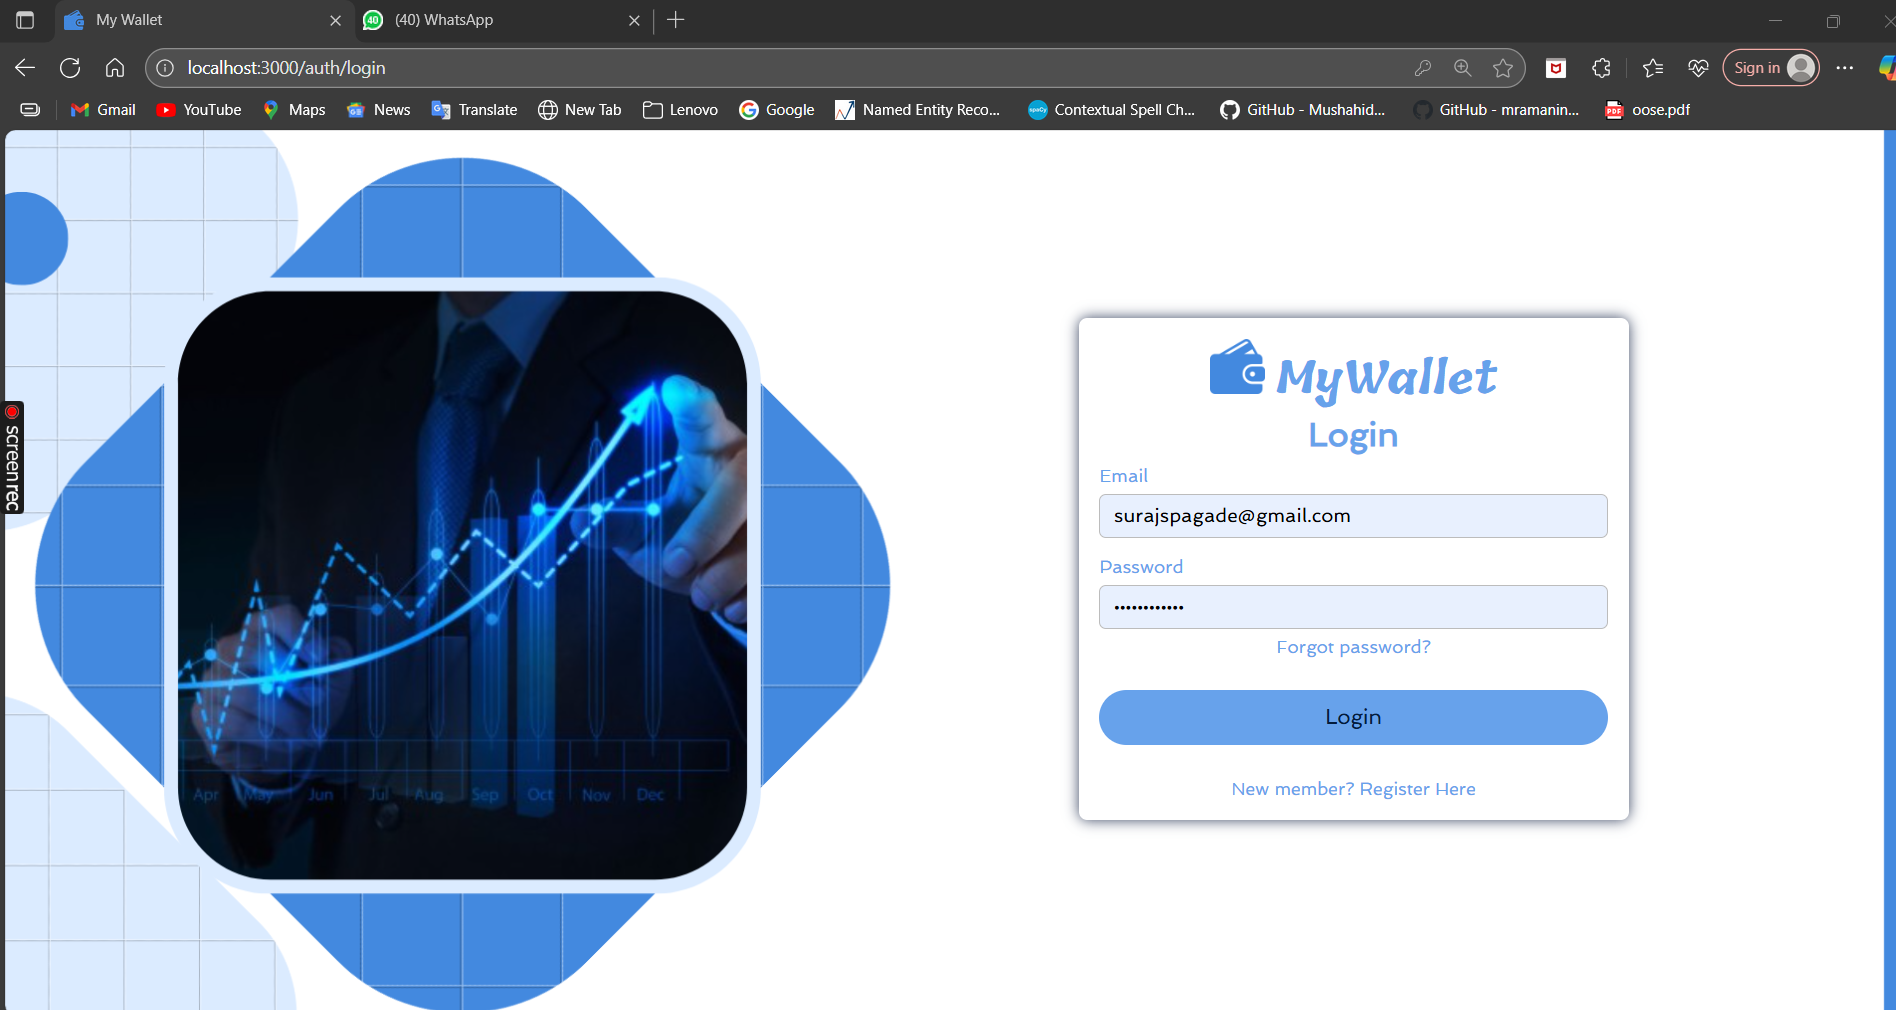 My Wallet
(40) WhatsApp
localhost:3000/auth/login
Sign in
Gmail
YouTube
Maps
News
Translate
New Tab
Lenovo
Google
Named Entity Reco...
Contextual Spell Ch...
GitHub - Mushahid...
GitHub - mramanin...
oose.pdf
screenrec
Apr May Jun Jul Aug Sep Oct Nov Dec
MyWallet
Login
Email
surajspagade@gmail.com
Password
••••••••••••
Forgot password?
Login
New member? Register Here